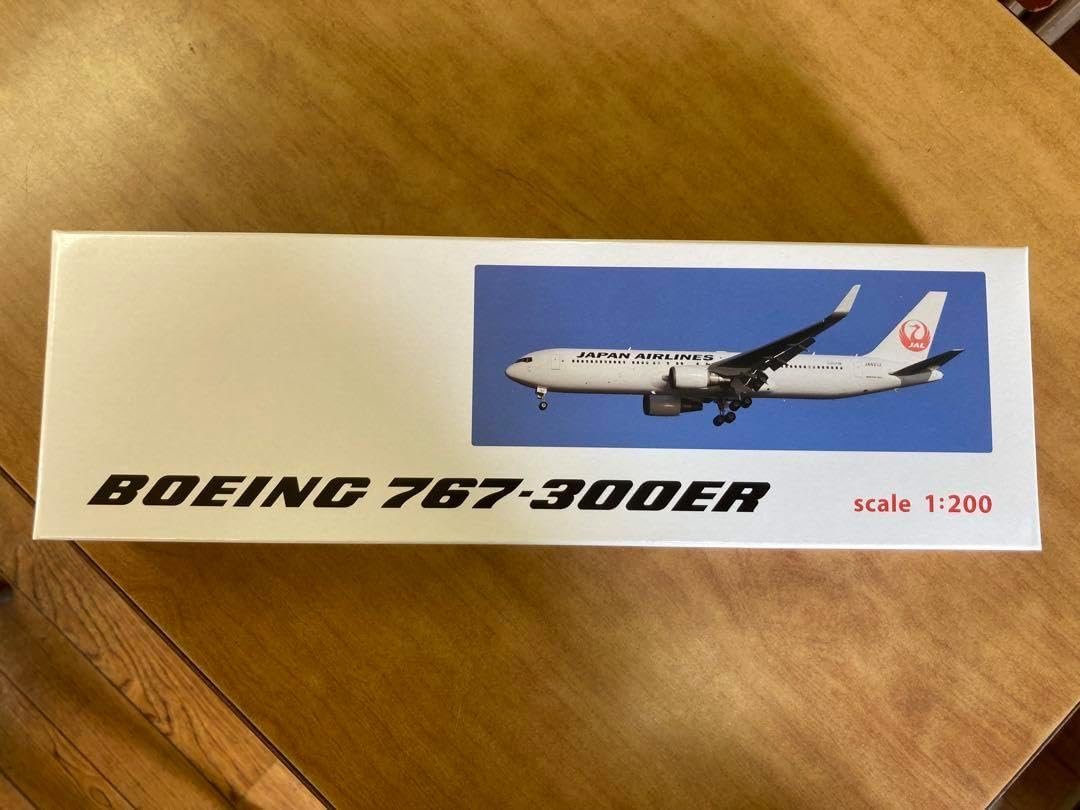 JAPAN AIRLINES
JAL
BOEING 767-300ER
scale 1:200